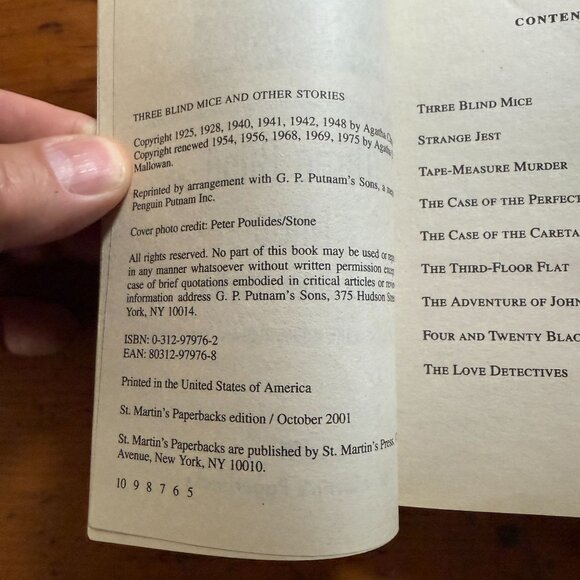 THREE BLIND MICE AND OTHER STORIES
Copyright 1925, 1928, 1940, 1941, 1942, 1948 by Agatha
Copyright renewed 1954, 1956, 1968, 1969, 1975 by Agatha
Mallowan.
Reprinted by arrangement with G. P. Putnam's Sons, a
Penguin Putnam Inc.
Cover photo credit: Peter Poulides/Stone
All rights reserved. No part of this book may be used or
in any manner whatsoever without written permission
case of brief quotations embodied in critical articles or
information address G. P. Putnam's Sons, 375 Hudson
York, NY 10014.
ISBN: 0-312-97976-2
EAN: 80312-97976-8
Printed in the United States of America
St. Martin's Paperbacks edition / October 2001
St. Martin's Paperbacks are published by St. Martin's Press,
Avenue, New York, NY 10010.
10 9 8 7 6 5
CONTEN
THREE BLIND MICE
STRANGE JEST
TAPE-MEASURE MURDER
THE CASE OF THE PERFECT
THE CASE OF THE CARETA
THE THIRD-FLOOR FLAT
THE ADVENTURE OF JOHN
FOUR AND TWENTY BLAC
THE LOVE DETECTIVES